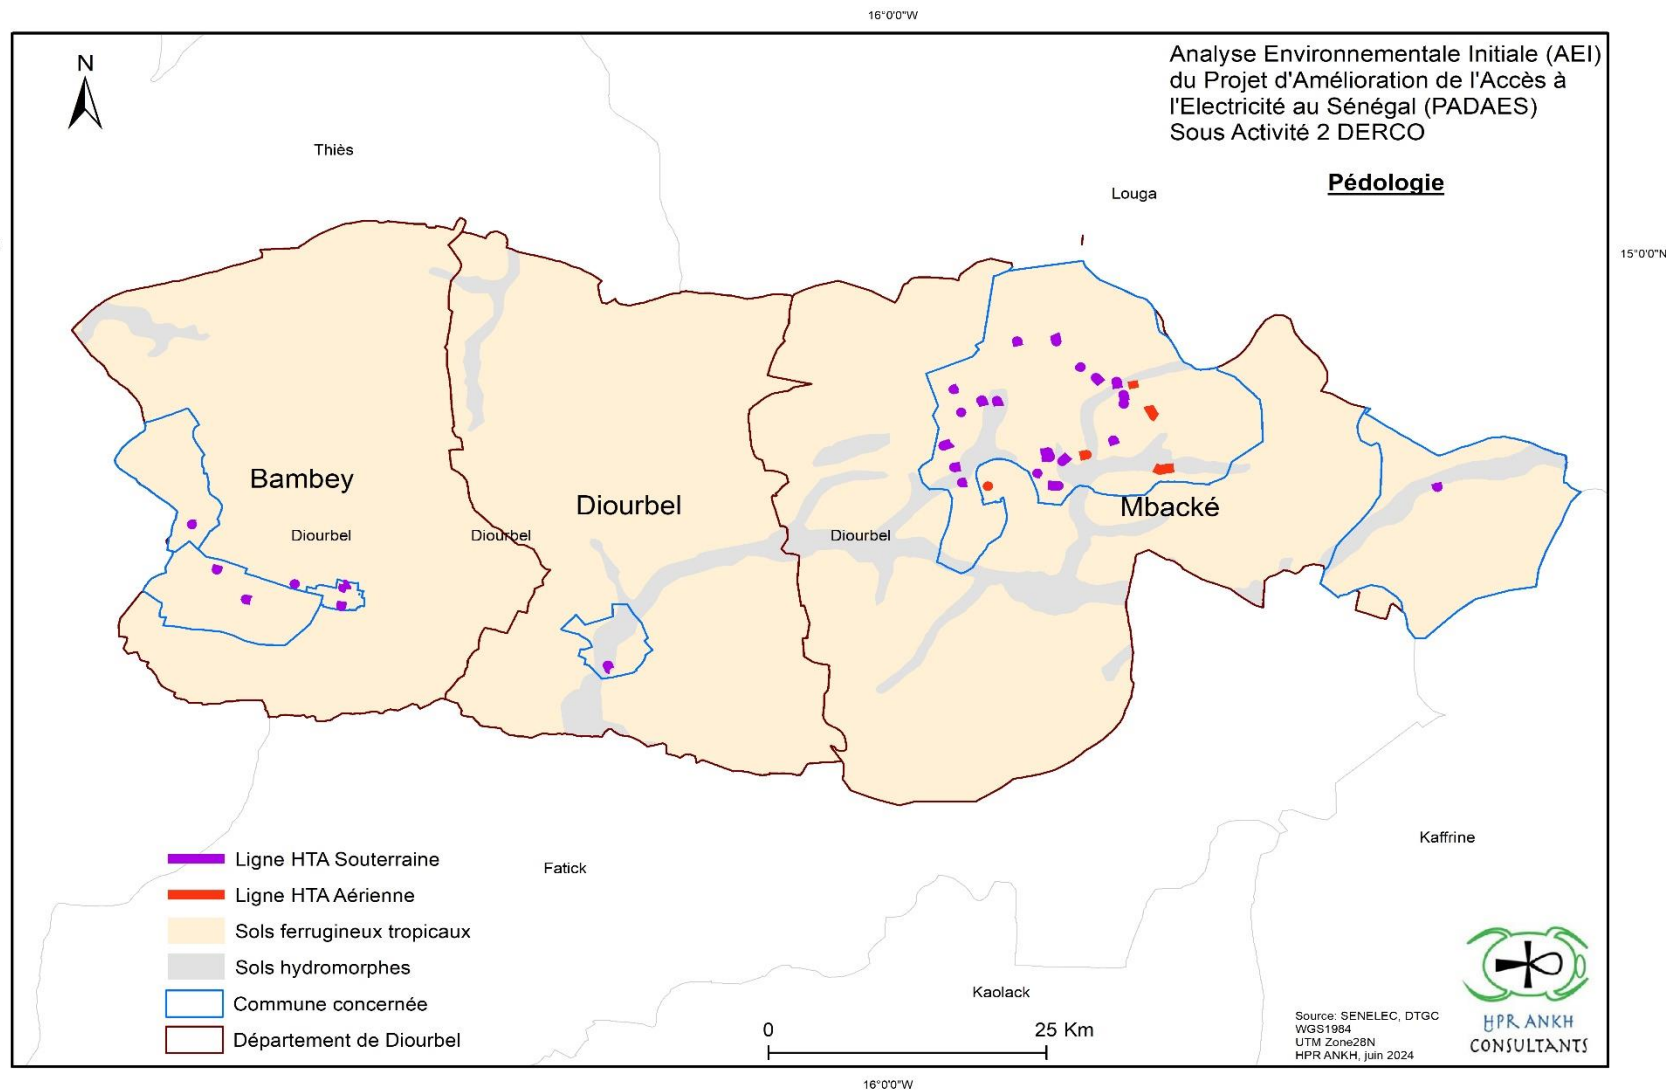 16°0'0"W
N
Analyse Environnementale Initiale (AEI)
du Projet d'Amélioration de l'Accès à
l'Electricité au Sénégal (PADAES)
Sous Activité 2 DERCO
Pédologie
Thiès
Louga
15°0'0"N
Bambey
Diourbel
Mbacké
Diourbel
Diourbel
Diourbel
Kaffrine
Fatick
Kaolack
Ligne HTA Souterraine
Ligne HTA Aérienne
Sols ferrugineux tropicaux
Sols hydromorphes
Commune concernée
Département de Diourbel
0 25 Km
Source: SENELEC, DTGC
WGS1984
UTM Zone28N
HPR ANKH, juin 2024
HPR ANKH
CONSULTANTS
16°0'0"W